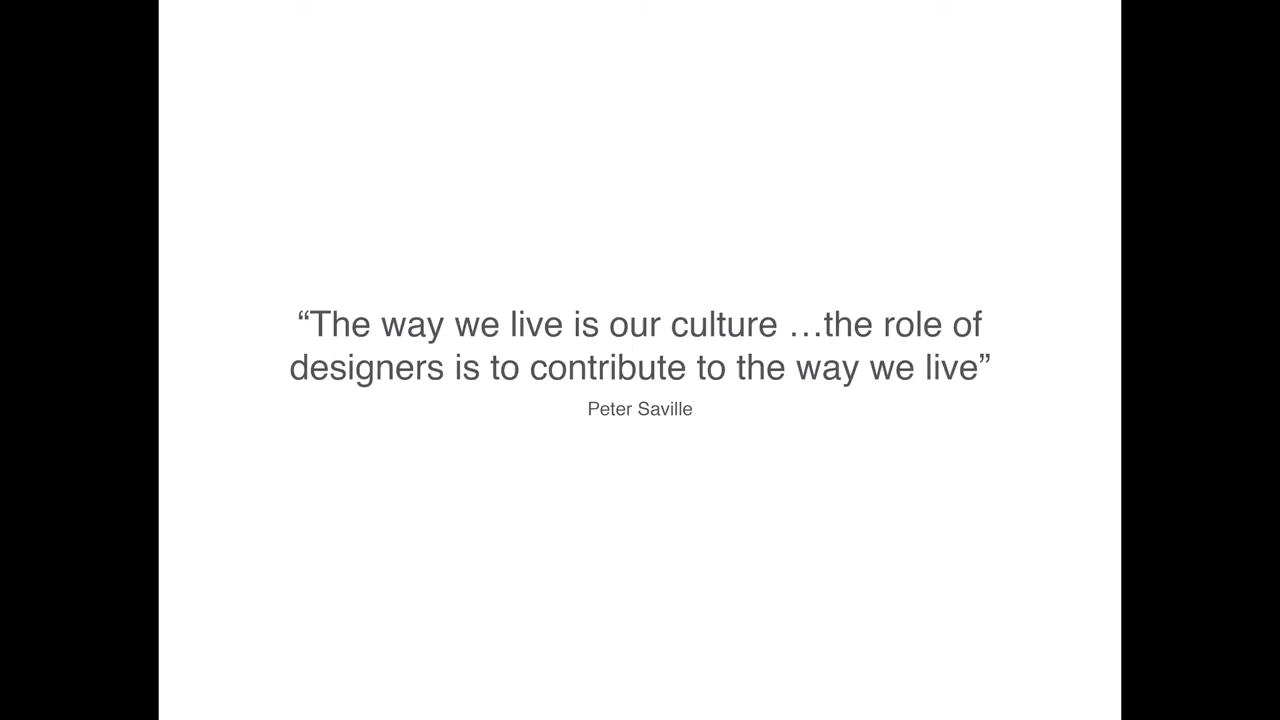 “The way we live is our culture …the role of
designers is to contribute to the way we live”
Peter Saville